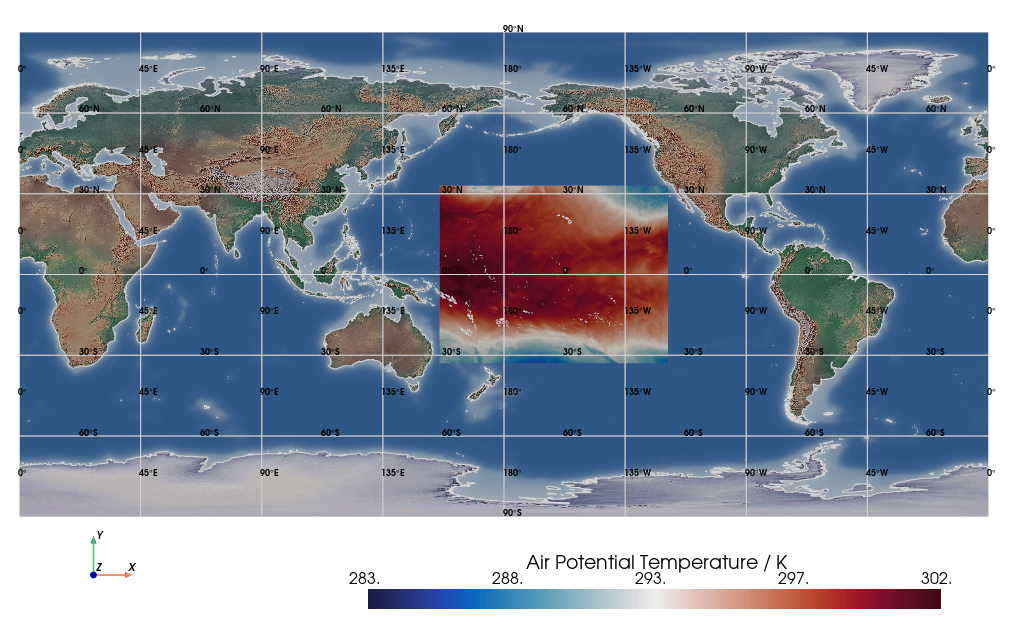 90°N
0° 45°E 90°E 135°E 180° 135°W 90°W 45°W 0°
60°N 60°N 60°N 60°N 60°N 60°N 60°N 60°N
0° 45°E 90°E 135°E 180° 135°W 90°W 45°W 0°
30°N 30°N 30°N 30°N 30°N 30°N 30°N 30°N
0° 45°E 90°E 135°E 180° 135°W 90°W 45°W 0°
0° 0° 0° 0° 0° 0° 0° 0°
0° 45°E 90°E 135°E 180° 135°W 90°W 45°W 0°
30°S 30°S 30°S 30°S 30°S 30°S 30°S 30°S
0° 45°E 90°E 135°E 180° 135°W 90°W 45°W 0°
60°S 60°S 60°S 60°S 60°S 60°S 60°S 60°S
0° 45°E 90°E 135°E 180° 135°W 90°W 45°W 0°
90°S
Y
Z X
Air Potential Temperature / K
283. 288. 293. 297. 302.